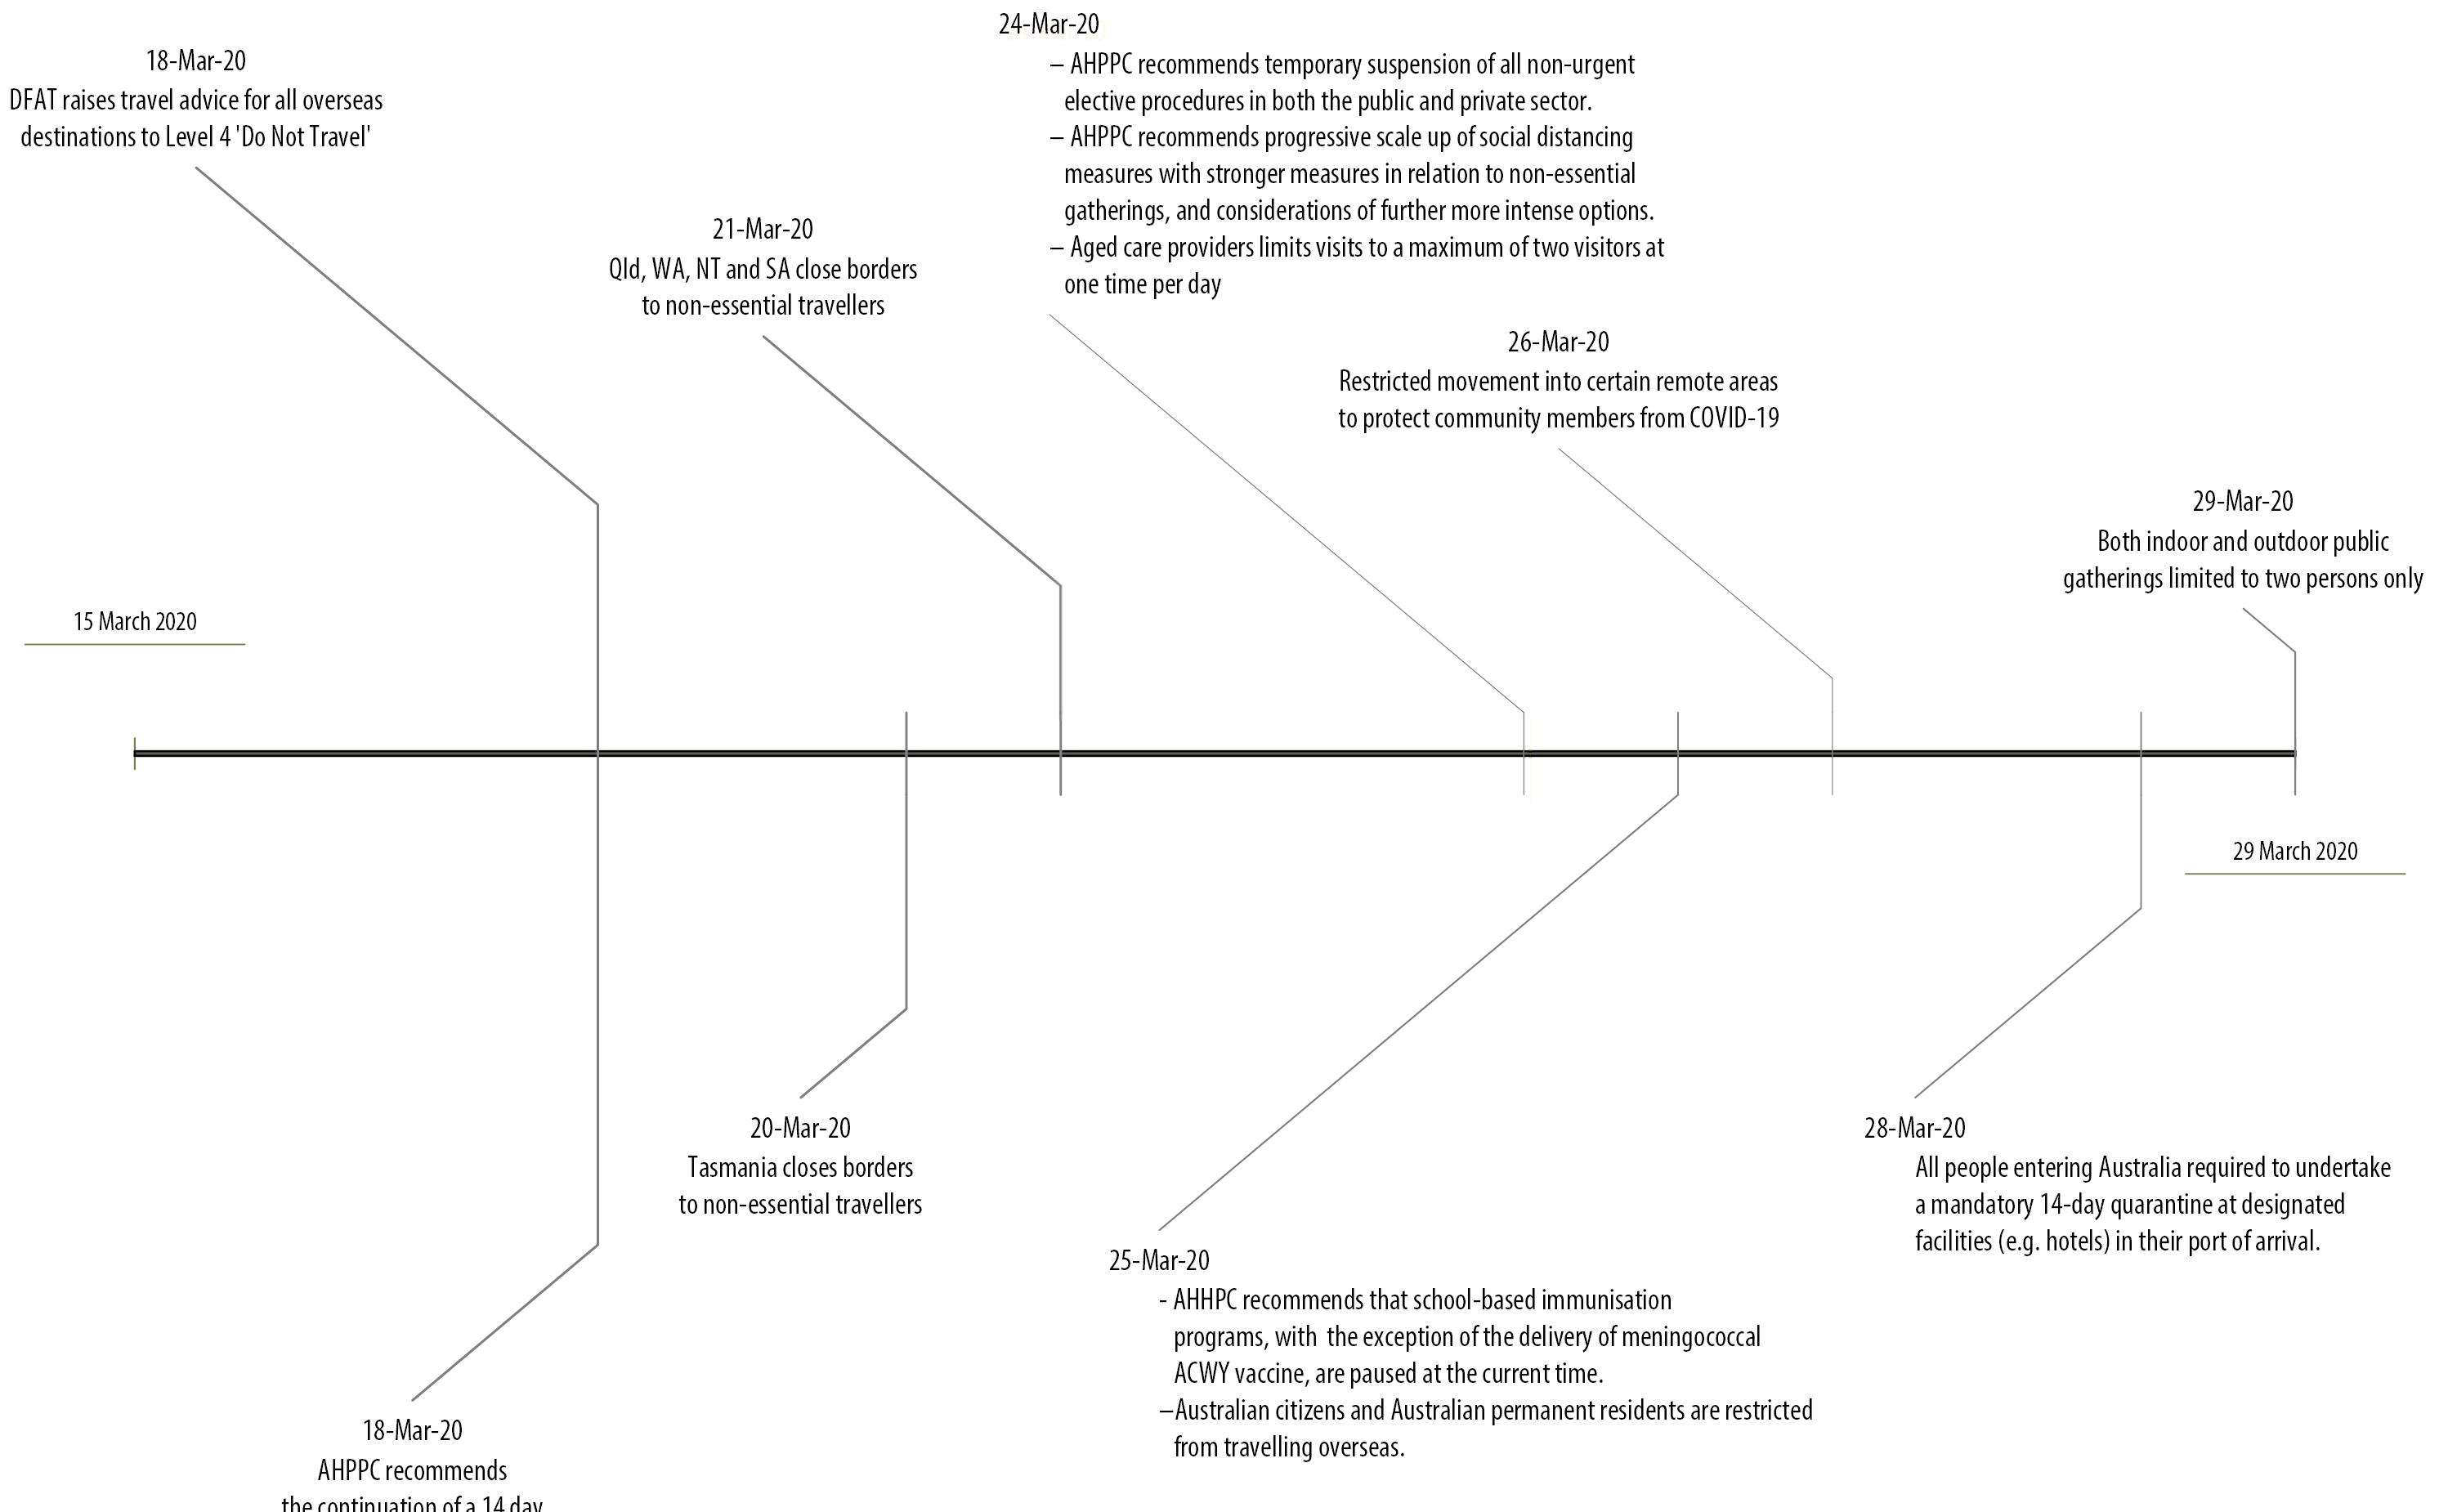 18-Mar-20
DFAT raises travel advice for all overseas
destinations to Level 4 'Do Not Travel'
21-Mar-20
Qld, WA, NT and SA close borders
to non-essential travellers
24-Mar-20
– AHPPC recommends temporary suspension of all non-urgent
elective procedures in both the public and private sector.
– AHPPC recommends progressive scale up of social distancing
measures with stronger measures in relation to non-essential
gatherings, and considerations of further more intense options.
– Aged care providers limits visits to a maximum of two visitors at
one time per day
26-Mar-20
Restricted movement into certain remote areas
to protect community members from COVID-19
29-Mar-20
Both indoor and outdoor public
gatherings limited to two persons only
15 March 2020
29 March 2020
18-Mar-20
AHPPC recommends
the continuation of a 14 day
20-Mar-20
Tasmania closes borders
to non-essential travellers
25-Mar-20
- AHHPC recommends that school-based immunisation
programs, with  the exception of the delivery of meningococcal
ACWY vaccine, are paused at the current time.
–Australian citizens and Australian permanent residents are restricted
from travelling overseas.
28-Mar-20
All people entering Australia required to undertake
a mandatory 14-day quarantine at designated
facilities (e.g. hotels) in their port of arrival.